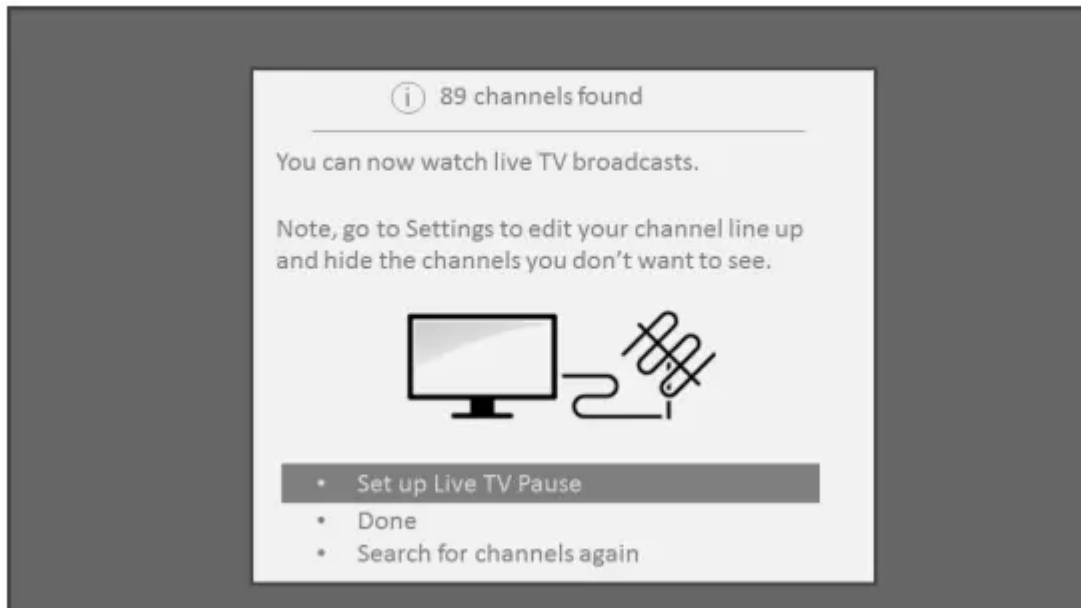 89 channels found
You can now watch live TV broadcasts.
Note, go to Settings to edit your channel line up
and hide the channels you don't want to see.
• Set up Live TV Pause
• Done
• Search for channels again